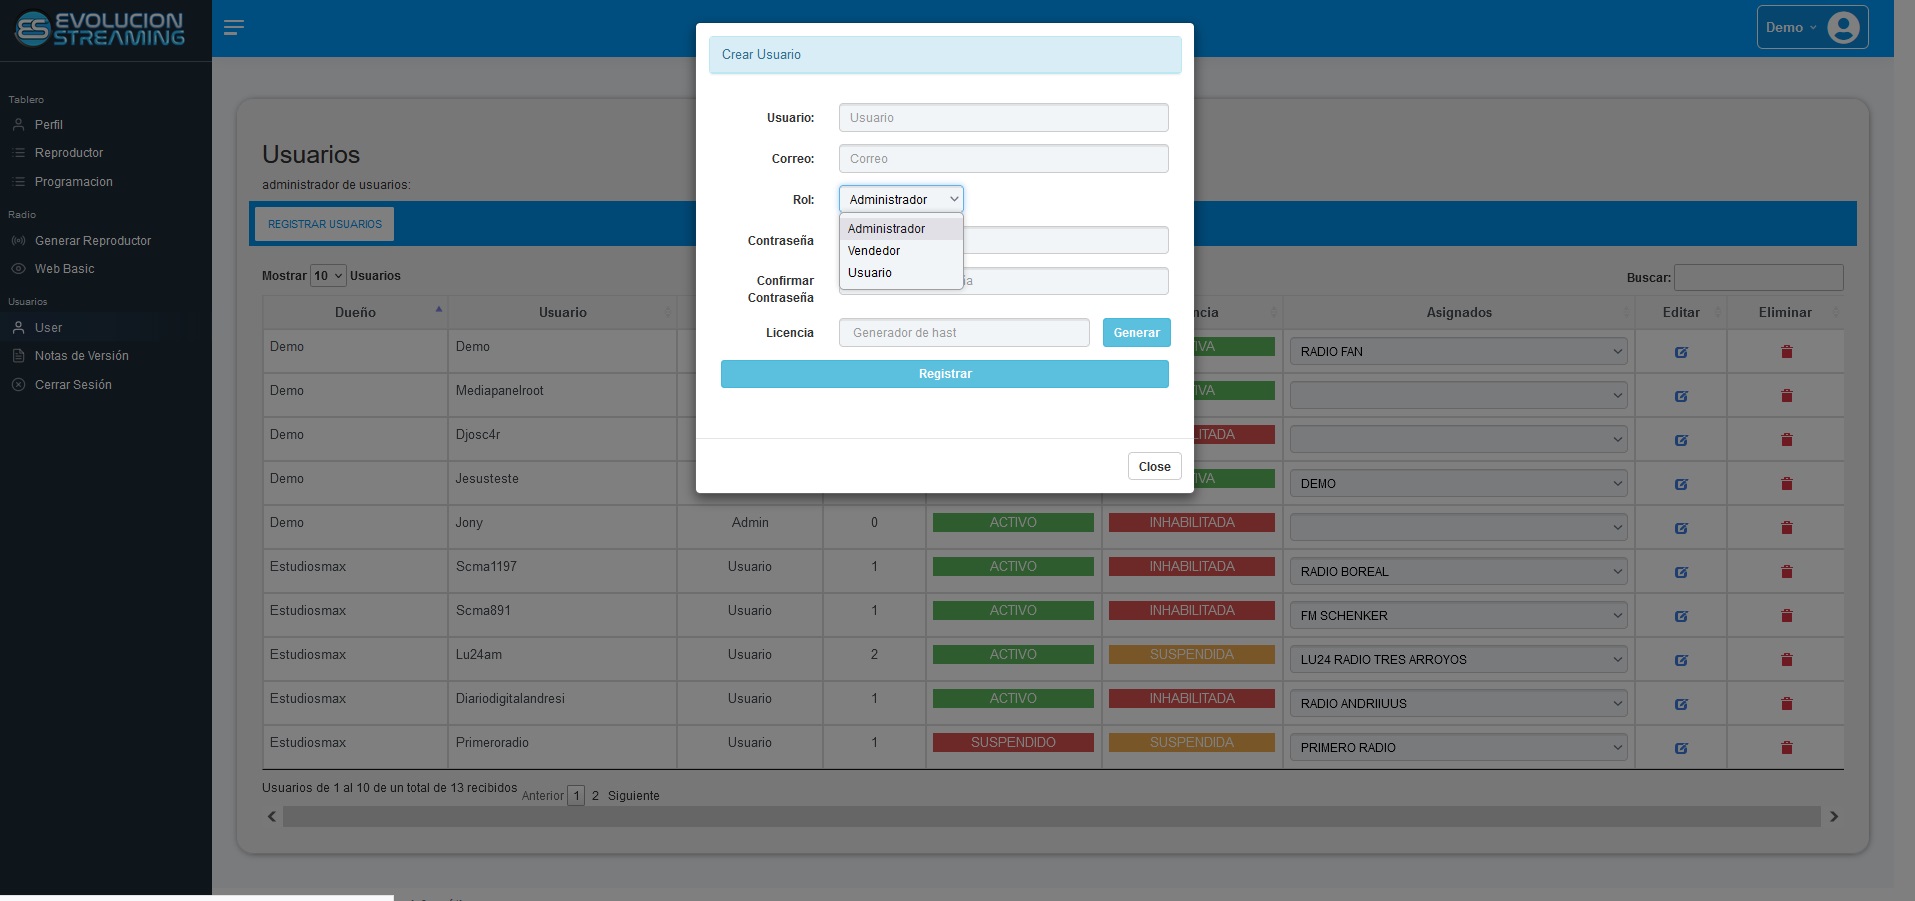 EVOLUCION
STREAMING
Demo
Tablero
Perfil
Reproductor
Programacion
Radio
Generar Reproductor
Web Basic
Usuarios
User
Notas de Versión
Cerrar Sesión
Crear Usuario
Usuario: Usuario
Correo: Correo
Rol: Administrador
Administrador
Vendedor
Usuario
Contraseña
Confirmar
Contraseña
Licencia Generador de hast Generar
Registrar
Close
Usuarios
administrador de usuarios:
REGISTRAR USUARIOS
Mostrar 10 Usuarios
Buscar:
Dueño Usuario Asignados Editar Eliminar
Demo Demo RADIO FAN
Demo Mediapanelroot
Demo Djosc4r
Demo Jesusteste DEMO
Demo Jony Admin 0 ACTIVO INHABILITADA
Estudiosmax Scma1197 Usuario 1 ACTIVO INHABILITADA RADIO BOREAL
Estudiosmax Scma891 Usuario 1 ACTIVO INHABILITADA FM SCHENKER
Estudiosmax Lu24am Usuario 2 ACTIVO SUSPENDIDA LU24 RADIO TRES ARROYOS
Estudiosmax Diariodigitalandresi Usuario 1 ACTIVO INHABILITADA RADIO ANDRIIUUS
Estudiosmax Primeroradio Usuario 1 SUSPENDIDO SUSPENDIDA PRIMERO RADIO
Usuarios de 1 al 10 de un total de 13 recibidos Anterior 1 2 Siguiente